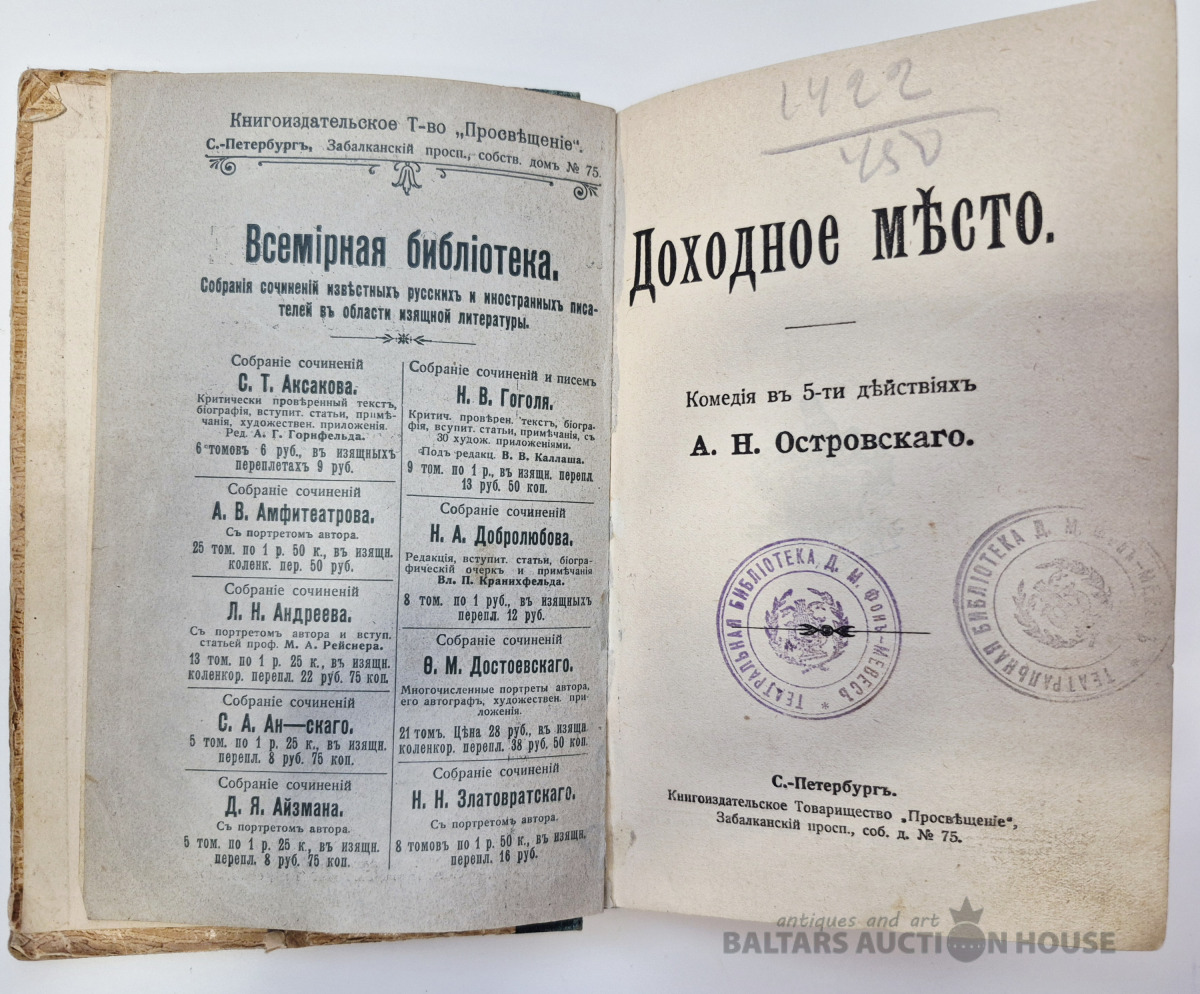 Книгоиздательское Т-во „Просвѣщеніе“.
С.-Петербургъ, Забалканскій просп., собств. домъ № 75.
Всемірная библіотека.
Собранія сочиненій извѣстныхъ русскихъ и иностранныхъ писа-
телей въ области изящной литературы.
Собраніе сочиненій
С. Т. Аксакова.
Критически провѣренный текстъ,
біографія, вступит. статьи, примѣ-
чанія, художествен. приложенія.
Ред. А. Г. Горнфельда.
6 томовъ 6 руб., въ изящныхъ
переплетахъ 9 руб.
Собраніе сочиненій
А. В. Амфитеатрова.
Съ портретомъ автора.
25 том. по 1 р. 50 к., въ изящн.
коленк. пер. 50 руб.
Собраніе сочиненій
Л. Н. Андреева.
Съ портретомъ автора и вступ.
статьей проф. М. А. Рейснера.
13 том. по 1 р. 25 к., въ изящн.
коленкор. перепл. 22 руб. 75 коп.
Собраніе сочиненій
С. А. Ан—скаго.
5 том. по 1 р. 25 к., въ изящн.
перепл. 8 руб. 75 коп.
Собраніе сочиненій
Д. Я. Айзмана.
Съ портретомъ автора.
5 том. по 1 р. 25 к., въ изящн.
перепл. 8 руб. 75 коп.
Собраніе сочиненій и писемъ
Н. В. Гоголя.
Критич. провѣрен. текстъ, біогра-
фія, вступит. статьи, примѣчанія, съ
30 худож. приложеніями.
Подъ редакц. В. В. Каллаша.
9 том. по 1 р., въ изящн. перепл.
13 руб. 50 коп.
Собраніе сочиненій
Н. А. Добролюбова.
Редакція, вступит. статьи, біогра-
фическій очеркъ и примѣчанія
Вл. П. Кранихфельда.
8 том. по 1 руб., въ изящныхъ
перепл. 12 руб.
Собраніе сочиненій
Ѳ. М. Достоевскаго.
Многочисленные портреты автора,
его автографъ, художествен. при-
ложенія.
21 томъ. Цѣна 28 руб., въ изящн.
коленкор. перепл. 38 руб. 50 коп.
Собраніе сочиненій
Н. Н. Златовратскаго.
Съ портретомъ автора.
8 томовъ по 1 р. 50 к., въ изящн.
перепл. 16 руб.
1422
450
Доходное мѣсто.
Комедія въ 5-ти дѣйствіяхъ
А. Н. Островскаго.
ТЕАТРАЛЬНАЯ БИБЛІОТЕКА Д. М. ФОНЪ-МЕВЕСЪ *
ТЕАТРАЛЬНАЯ БИБЛІОТЕКА Д. М. ФОНЪ-МЕВЕСЪ
С.-Петербургъ.
Книгоиздательское Товарищество „Просвѣщеніе“,
Забалканскій просп., соб. д. № 75.
antiques and art
BALTARS AUCTION HOUSE